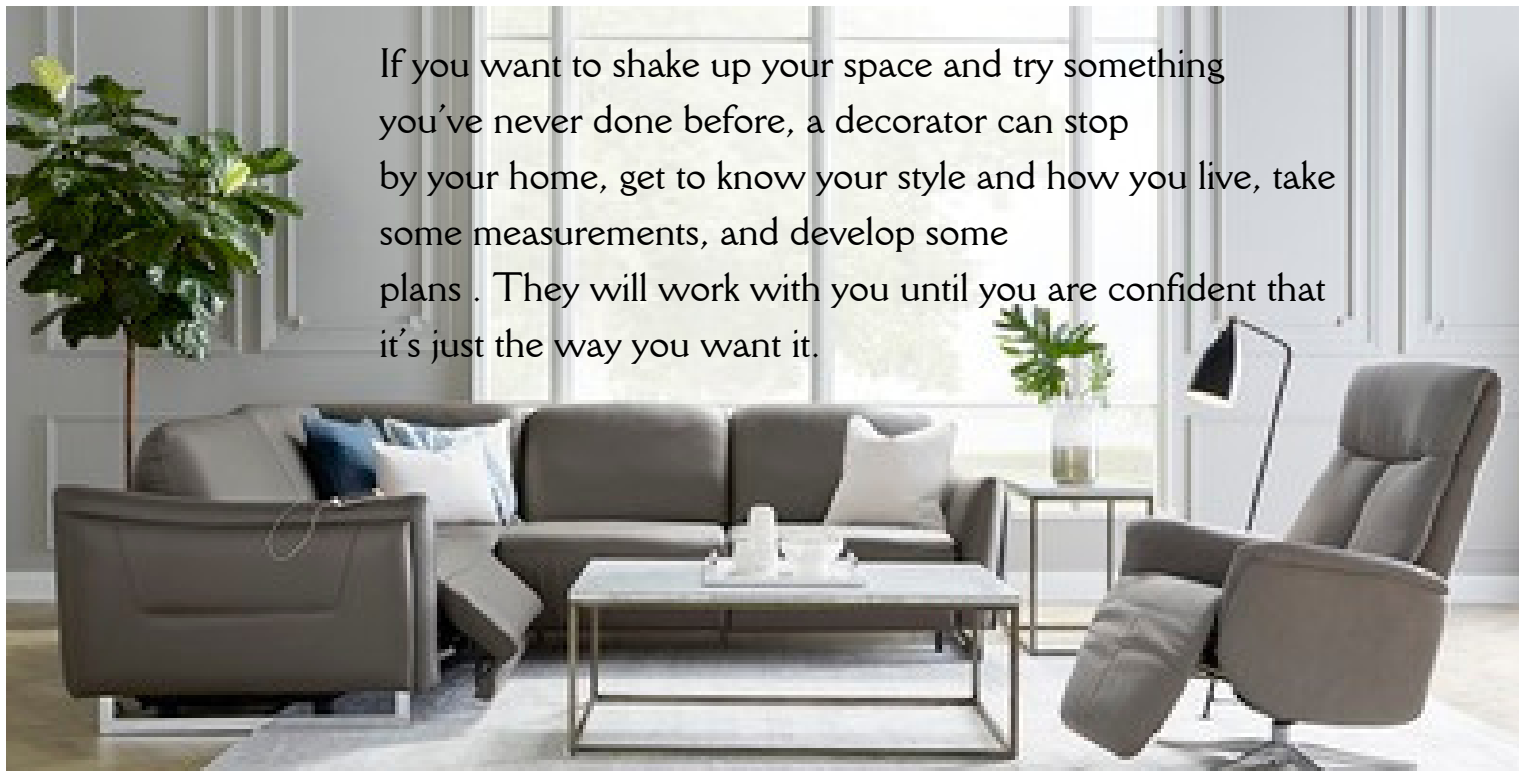 If you want to shake up your space and try something
you've never done before, a decorator can stop
by your home, get to know your style and how you live, take
some measurements, and develop some
plans . They will work with you until you are confident that
it's just the way you want it.